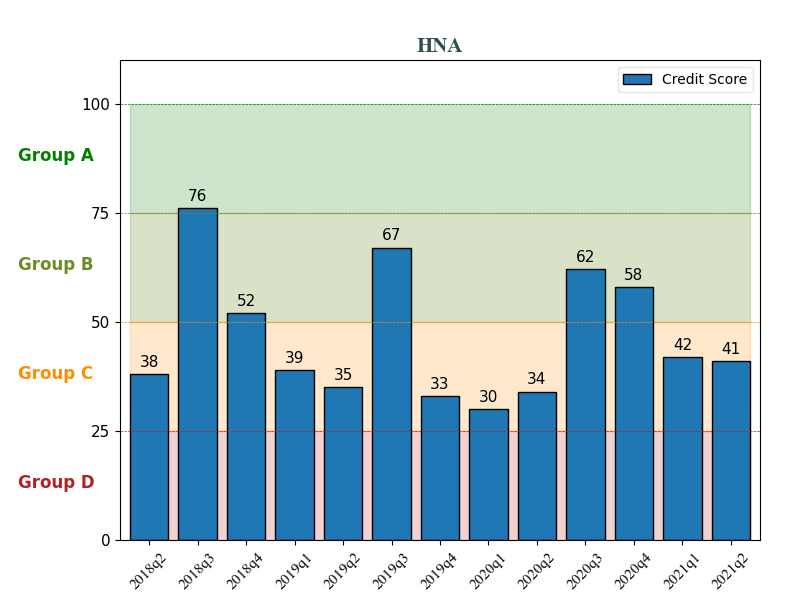 HNA
Credit Score
100
Group A
76
75
67
Group B
62
58
52
50
42
41
39
38
Group C
35
34
33
30
25
Group D
0
2018q2
2018q3
2018q4
2019q1
2019q2
2019q3
2019q4
2020q1
2020q2
2020q3
2020q4
2021q1
2021q2